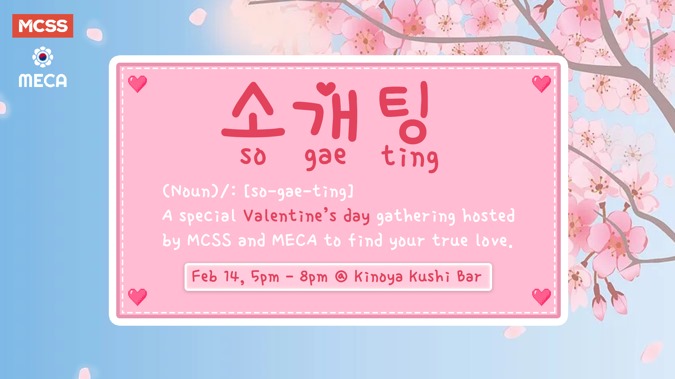 MCSS
MECA
소개팅
so gae ting
(Noun)/: [so-gae-ting]
A special Valentine's day gathering hosted
by MCSS and MECA to find your true love.
Feb 14, 5pm - 8pm @ Kinoya Kushi Bar